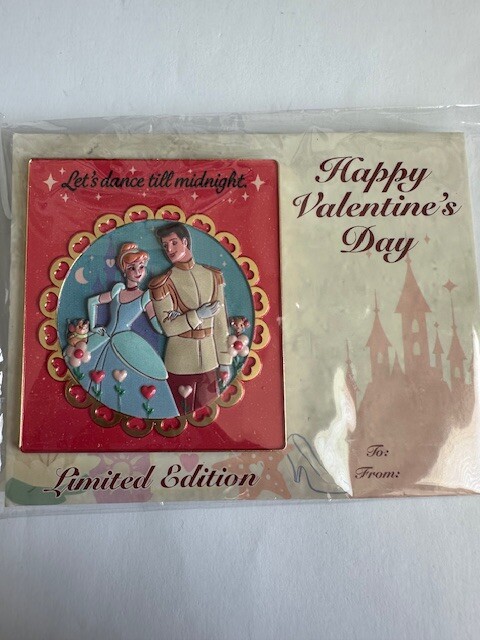 Let's dance till midnight.
Happy
Valentine's
Day
To:
From:
Limited Edition